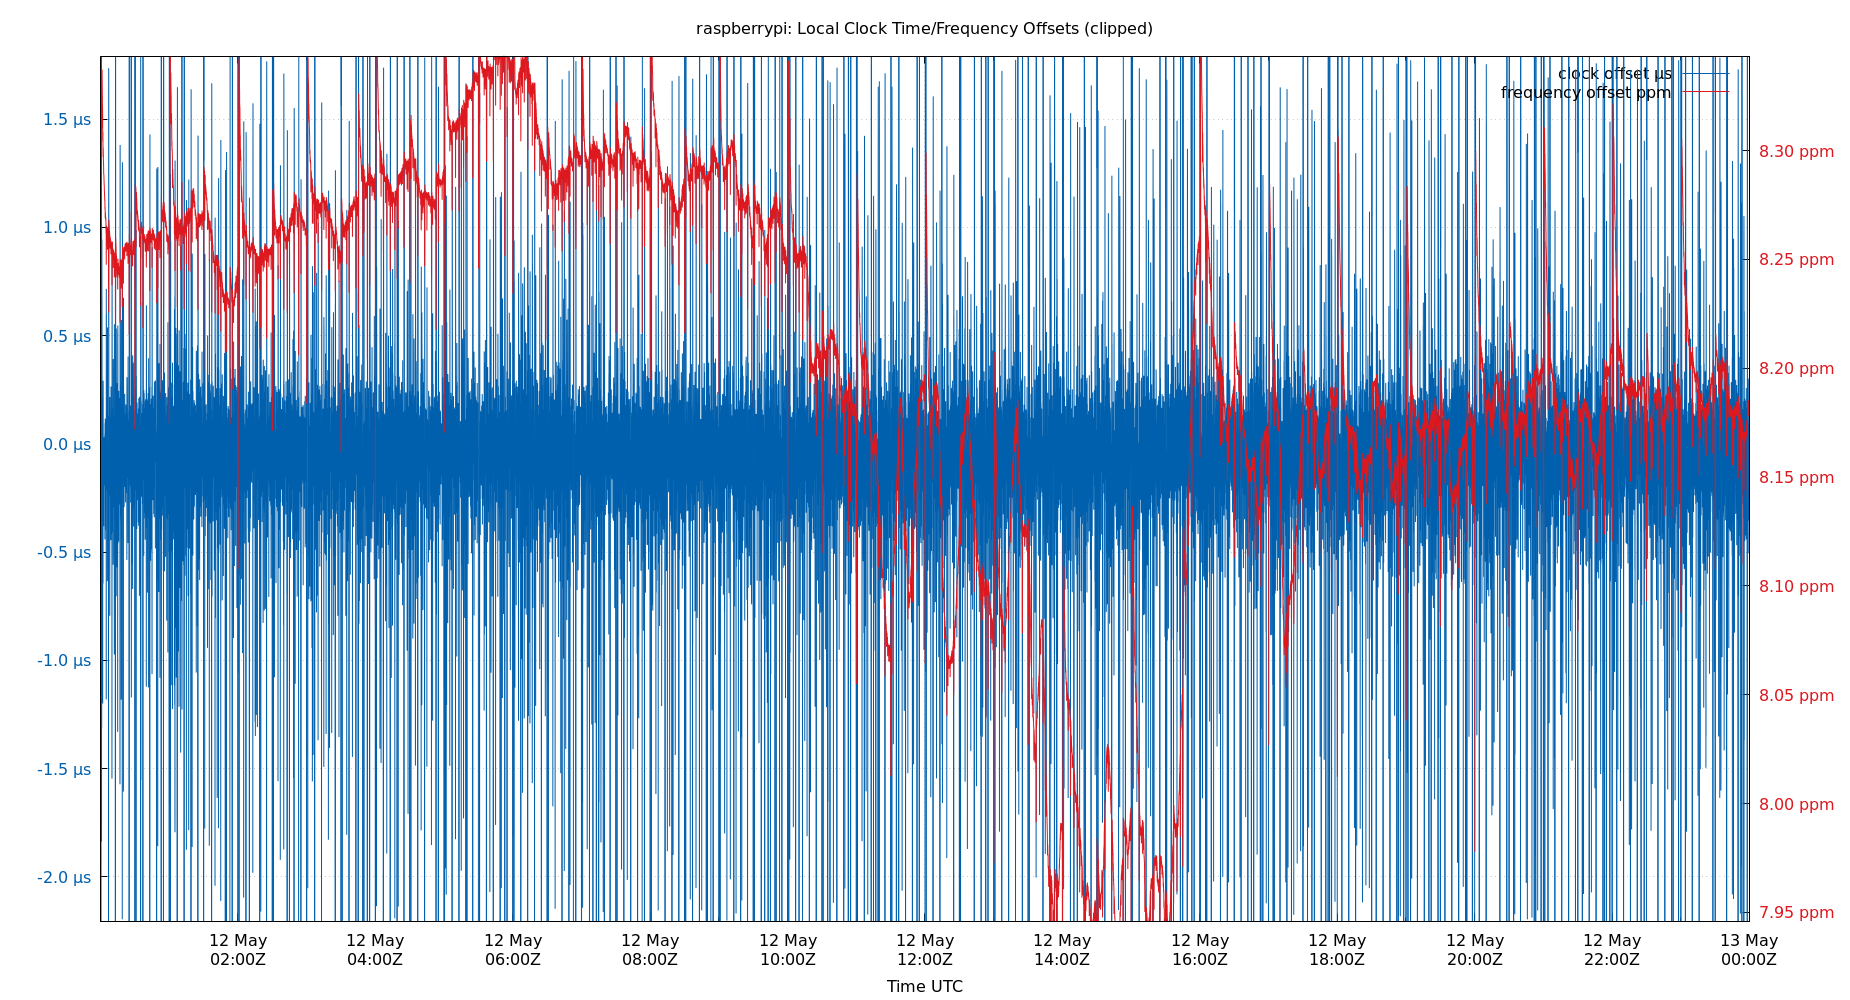 raspberrypi: Local Clock Time/Frequency Offsets (clipped)
clock offset µs
frequency offset ppm
1.5 µs
1.0 µs
0.5 µs
0.0 µs
-0.5 µs
-1.0 µs
-1.5 µs
-2.0 µs
8.30 ppm
8.25 ppm
8.20 ppm
8.15 ppm
8.10 ppm
8.05 ppm
8.00 ppm
7.95 ppm
12 May 12 May 12 May 12 May 12 May 12 May 12 May 12 May 12 May 12 May 12 May 13 May
02:00Z 04:00Z 06:00Z 08:00Z 10:00Z 12:00Z 14:00Z 16:00Z 18:00Z 20:00Z 22:00Z 00:00Z
Time UTC